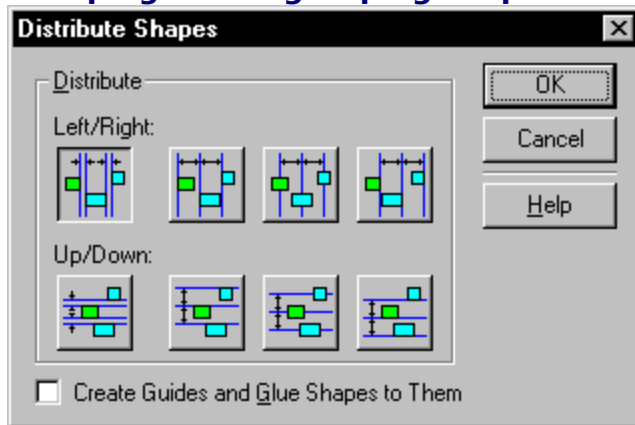 Distribute Shapes
Distribute
OK
Left/Right:
Cancel
Help
Up/Down:
Create Guides and Glue Shapes to Them